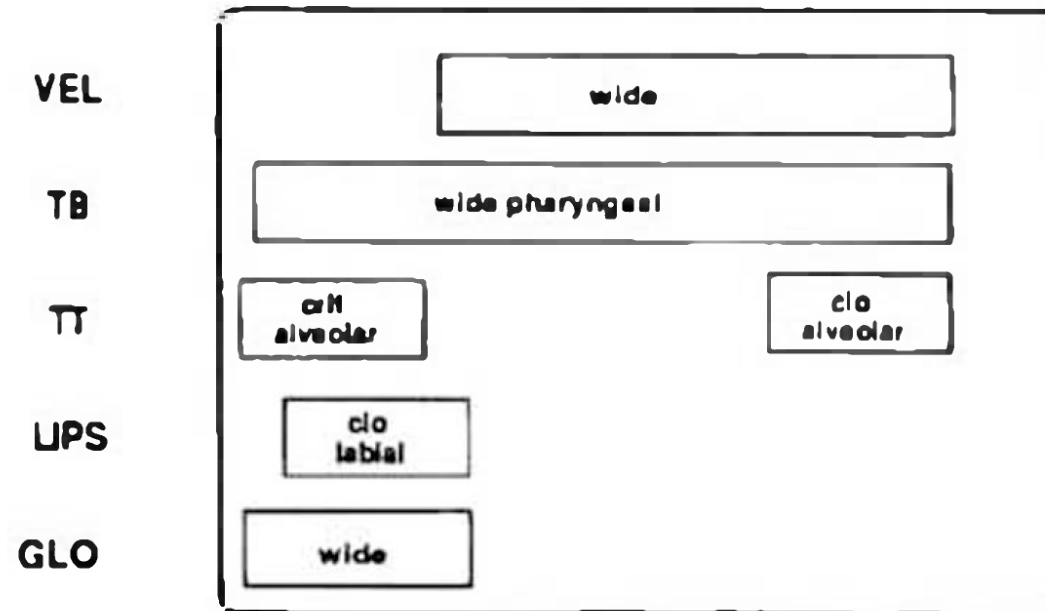 VEL
wide
TB
wide pharyngeal
TT
crit
alveolar
clo
alveolar
LIPS
clo
labial
GLO
wide